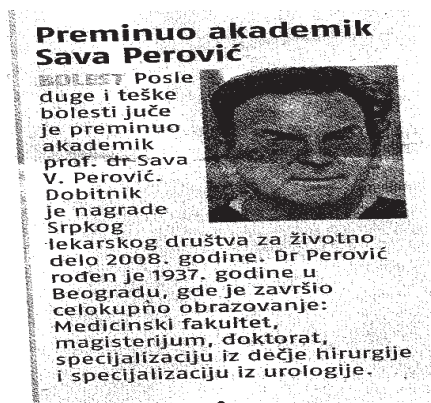 Preminuo akademik
Sava Perović
BOLEST Posle
duge i teške
bolesti juče
je preminuo
akademik
prof. dr Sava
V. Perović.
Dobitnik
je nagrade
Srpkog
lekarskog društva za životno
delo 2008. godine. Dr Perović
rođen je 1937. godine u
Beogradu, gde je završio
celokupno obrazovanje:
Medicinski fakultet,
magisterijum, doktorat,
specijalizaciju iz dečje hirurgije
i specijalizaciju iz urologije.